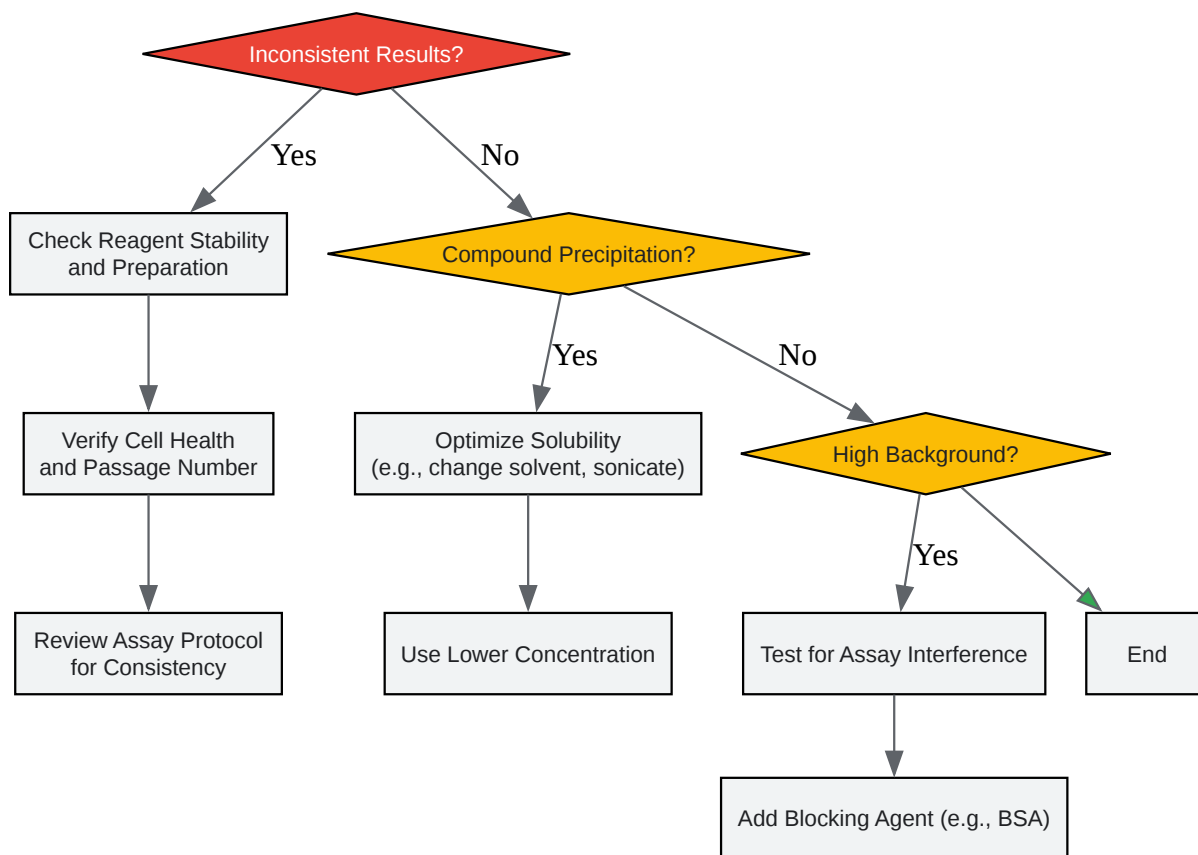 Inconsistent Results?
Yes
No
Check Reagent Stability
and Preparation
Compound Precipitation?
Yes
No
Verify Cell Health
and Passage Number
Optimize Solubility
(e.g., change solvent, sonicate)
High Background?
Yes
Review Assay Protocol
for Consistency
Use Lower Concentration
Test for Assay Interference
End
Add Blocking Agent (e.g., BSA)